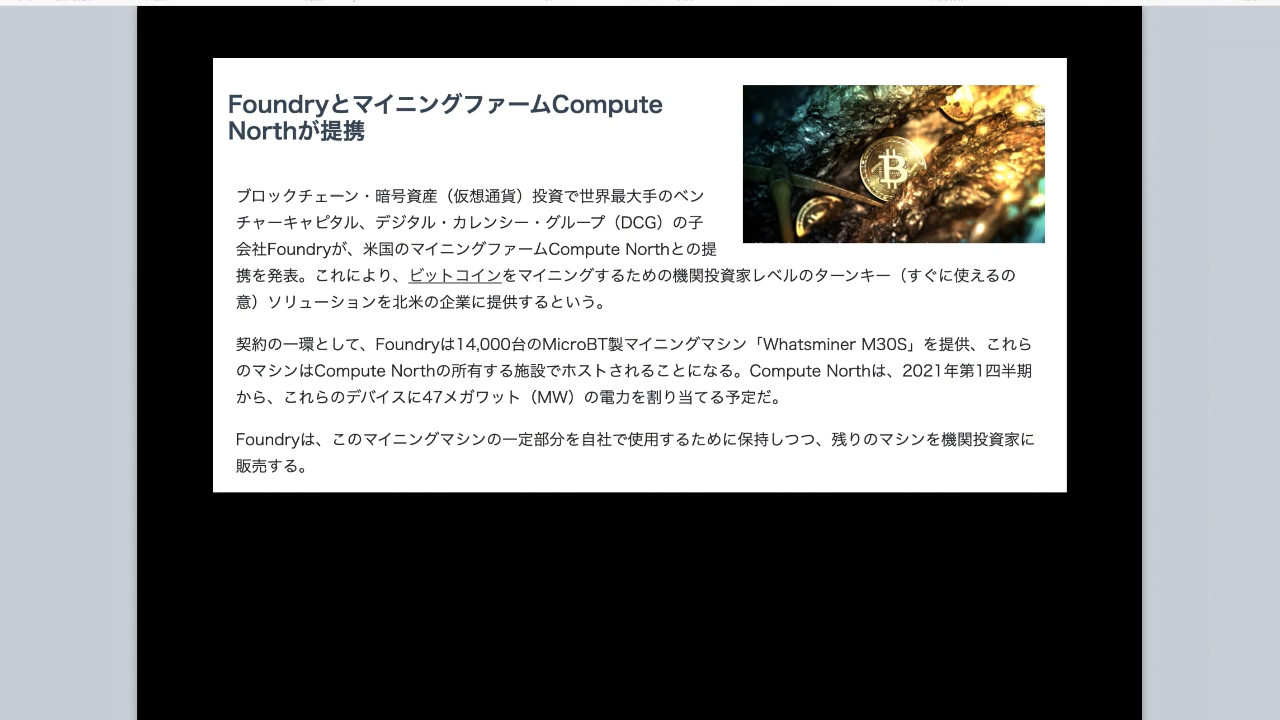 FoundryとマイニングファームCompute
Northが提携
ブロックチェーン・暗号資産（仮想通貨）投資で世界最大手のベン
チャーキャピタル、デジタル・カレンシー・グループ（DCG）の子
会社Foundryが、米国のマイニングファームCompute Northとの提
携を発表。これにより、ビットコインをマイニングするための機関投資家レベルのターンキー（すぐに使えるの
意）ソリューションを北米の企業に提供するという。
契約の一環として、Foundryは14,000台のMicroBT製マイニングマシン「Whatsminer M30S」を提供、これら
のマシンはCompute Northの所有する施設でホストされることになる。Compute Northは、2021年第1四半期
から、これらのデバイスに47メガワット（MW）の電力を割り当てる予定だ。
Foundryは、このマイニングマシンの一定部分を自社で使用するために保持しつつ、残りのマシンを機関投資家に
販売する。